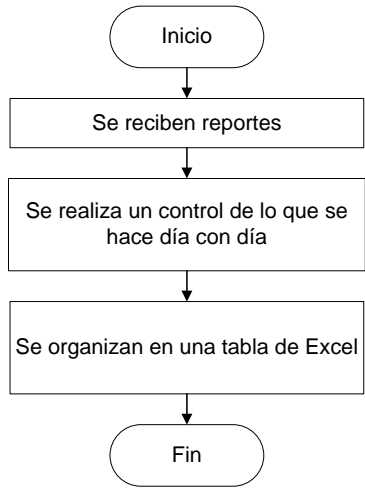 Inicio
Se reciben reportes
Se realiza un control de lo que se
hace día con día
Se organizan en una tabla de Excel
Fin